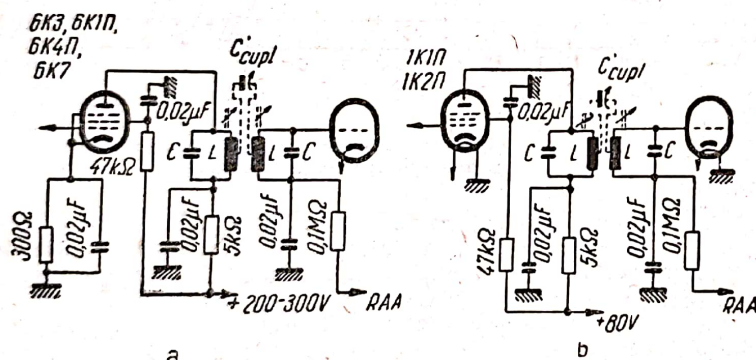 6K3, 6K1П,
6K4П,
6K7
C'cupl
0,02μF
47kΩ
C
L
L
C
300Ω
0,02μF
0,02μF
5kΩ
0,02μF
0,1MΩ
+ 200-300V
RAA
a
1K1П
1K2П
C'cupl
0,02μF
C
L
L
C
47kΩ
0,02μF
5kΩ
0,02μF
0,1MΩ
+80V
RAA
b